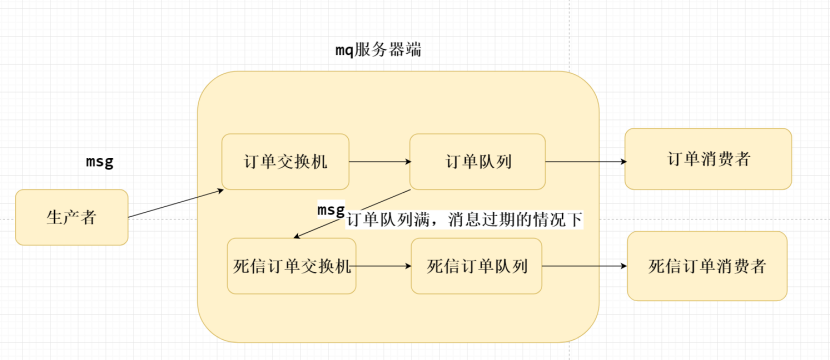 mq服务器端
msg
生产者
订单交换机
订单队列
订单消费者
msg
订单队列满，消息过期的情况下
死信订单交换机
死信订单队列
死信订单消费者